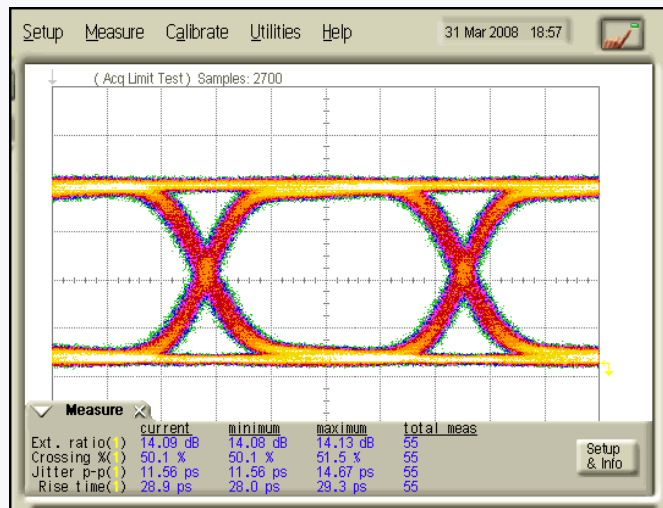 Setup Measure Calibrate Utilities Help 31 Mar 2008 18:57
( Acq Limit Test ) Samples: 2700
Measure
current minimum maximum total meas
Ext. ratio(1) 14.09 dB 14.08 dB 14.13 dB 55
Crossing %(1) 50.1 % 50.1 % 51.5 % 55
Jitter p-p(1) 11.56 ps 11.56 ps 14.67 ps 55
Rise time(1) 28.9 ps 28.0 ps 29.3 ps 55
Setup
& Info